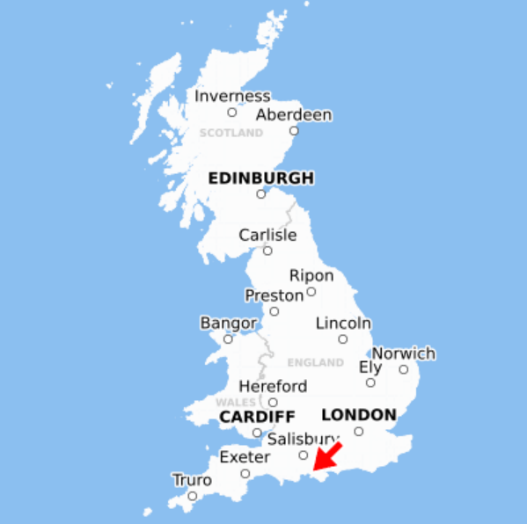 Inverness
Aberdeen
SCOTLAND
EDINBURGH
Carlisle
Ripon
Preston
Bangor
Lincoln
Norwich
ENGLAND
Ely
Hereford
WALES
CARDIFF
LONDON
Salisbury
Exeter
Truro